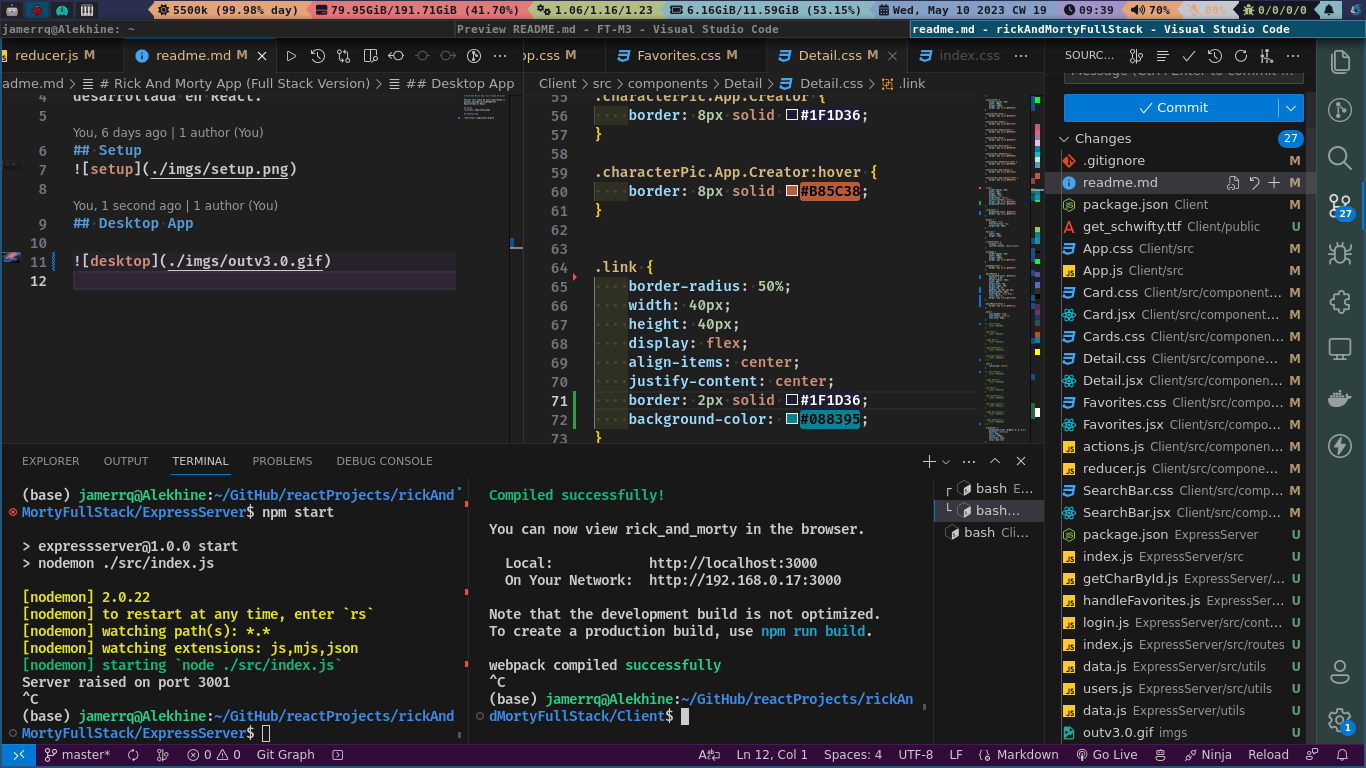 5500k (99.98% day)
79.95GiB/191.71GiB (41.70%)
1.06/1.16/1.23
6.16GiB/11.59GiB (53.15%)
Wed, May 10 2023 CW 19
09:39
70%
80%
0/0/0/0
jamerrq@Alekhine: ~
Preview README.md - FT-M3 - Visual Studio Code
readme.md - rickAndMortyFullStack - Visual Studio Code
reducer.js M
readme.md M
pp.css M
Favorites.css M
Detail.css M
index.css
SOURC...
adme.md > # Rick And Morty App (Full Stack Version) > ## Desktop App
Client > src > components > Detail > Detail.css > .link
4 desarrollada en React.
5
You, 6 days ago | 1 author (You)
6 ## Setup
7 ![setup](./imgs/setup.png)
8
You, 1 second ago | 1 author (You)
9 ## Desktop App
10
11 ![desktop](./imgs/outv3.0.gif)
12
55 .characterPic.App.Creator {
56 border: 8px solid #1F1D36;
57 }
58
59 .characterPic.App.Creator:hover {
60 border: 8px solid #B85C38;
61 }
62
63
64 .link {
65 border-radius: 50%;
66 width: 40px;
67 height: 40px;
68 display: flex;
69 align-items: center;
70 justify-content: center;
71 border: 2px solid #1F1D36;
72 background-color: #088395;
73 }
Commit
Changes 27
.gitignore M
readme.md M
package.json Client M
get_schwifty.ttf Client/public U
App.css Client/src M
App.js Client/src M
Card.css Client/src/component... M
Card.jsx Client/src/component... M
Cards.css Client/src/compone... M
Detail.css Client/src/compone... M
Detail.jsx Client/src/compone... M
Favorites.css Client/src/com... M
Favorites.jsx Client/src/com... M
actions.js Client/src/redux M
reducer.js Client/src/redux M
SearchBar.css Client/src/com... M
SearchBar.jsx Client/src/comp... M
package.json ExpressServer U
index.js ExpressServer/src U
getCharById.js ExpressServer/... U
handleFavorites.js ExpressSer... U
login.js ExpressServer/src/cont... U
index.js ExpressServer/src/routes U
data.js ExpressServer/src/utils U
users.js ExpressServer/src/utils U
data.js ExpressServer/utils U
outv3.0.gif imgs U
27
1
EXPLORER
OUTPUT
TERMINAL
PROBLEMS
DEBUG CONSOLE
(base) jamerrq@Alekhine:~/GitHub/reactProjects/rickAnd
MortyFullStack/ExpressServer$ npm start
> expressserver@1.0.0 start
> nodemon ./src/index.js
[nodemon] 2.0.22
[nodemon] to restart at any time, enter `rs`
[nodemon] watching path(s): *.*
[nodemon] watching extensions: js,mjs,json
[nodemon] starting `node ./src/index.js`
Server raised on port 3001
^C
(base) jamerrq@Alekhine:~/GitHub/reactProjects/rickAnd
MortyFullStack/ExpressServer$
Compiled successfully!
You can now view rick_and_morty in the browser.
Local: http://localhost:3000
On Your Network: http://192.168.0.17:3000
Note that the development build is not optimized.
To create a production build, use npm run build.
webpack compiled successfully
^C
(base) jamerrq@Alekhine:~/GitHub/reactProjects/rickAn
dMortyFullStack/Client$
bash E...
bash...
bash Cli...
master*
0 0
Git Graph
Ln 12, Col 1
Spaces: 4
UTF-8
LF
Markdown
Go Live
Ninja
Reload